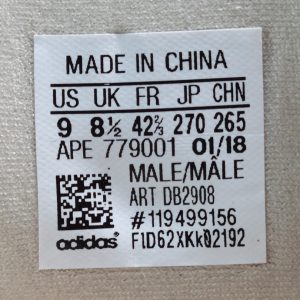 MADE IN CHINA
US UK FR JP CHN
9 8½ 42⅔ 270 265
APE 779001 01/18
MALE/MÂLE
ART DB2908
#119499156
adidas F1D62XKk02192